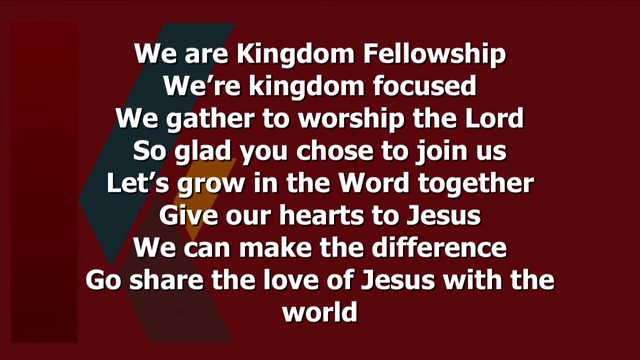 We are Kingdom Fellowship
We’re kingdom focused
We gather to worship the Lord
So glad you chose to join us
Let’s grow in the Word together
Give our hearts to Jesus
We can make the difference
Go share the love of Jesus with the
world